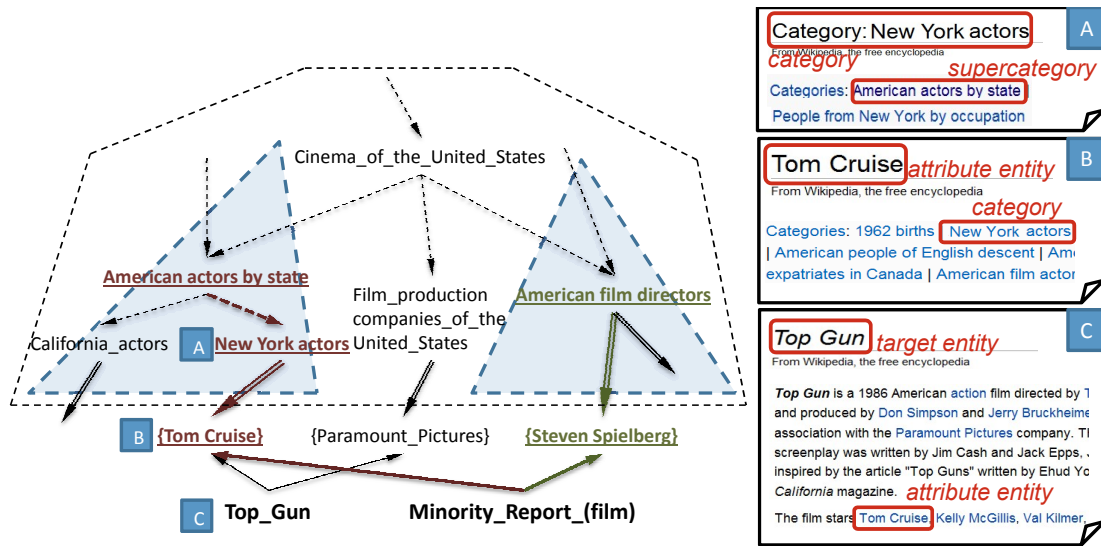 Cinema_of_the_United_States
American actors by state
Film_production
companies_of_the
United_States
American film directors
California_actors
A
New York actors
B
{Tom Cruise}
{Paramount_Pictures}
{Steven Spielberg}
C
Top_Gun
Minority_Report_(film)
A
Category: New York actors
From Wikipedia, the free encyclopedia
category
supercategory
Categories: American actors by state |
People from New York by occupation
B
Tom Cruise
attribute entity
From Wikipedia, the free encyclopedia
category
Categories: 1962 births New York actors
| American people of English descent | Ame
expatriates in Canada | American film actor
C
Top Gun
target entity
From Wikipedia, the free encyclopedia
Top Gun is a 1986 American action film directed by T
and produced by Don Simpson and Jerry Bruckheime
association with the Paramount Pictures company. Th
screenplay was written by Jim Cash and Jack Epps, J
inspired by the article "Top Guns" written by Ehud Yo
California magazine.
attribute entity
The film stars Tom Cruise, Kelly McGillis, Val Kilmer,